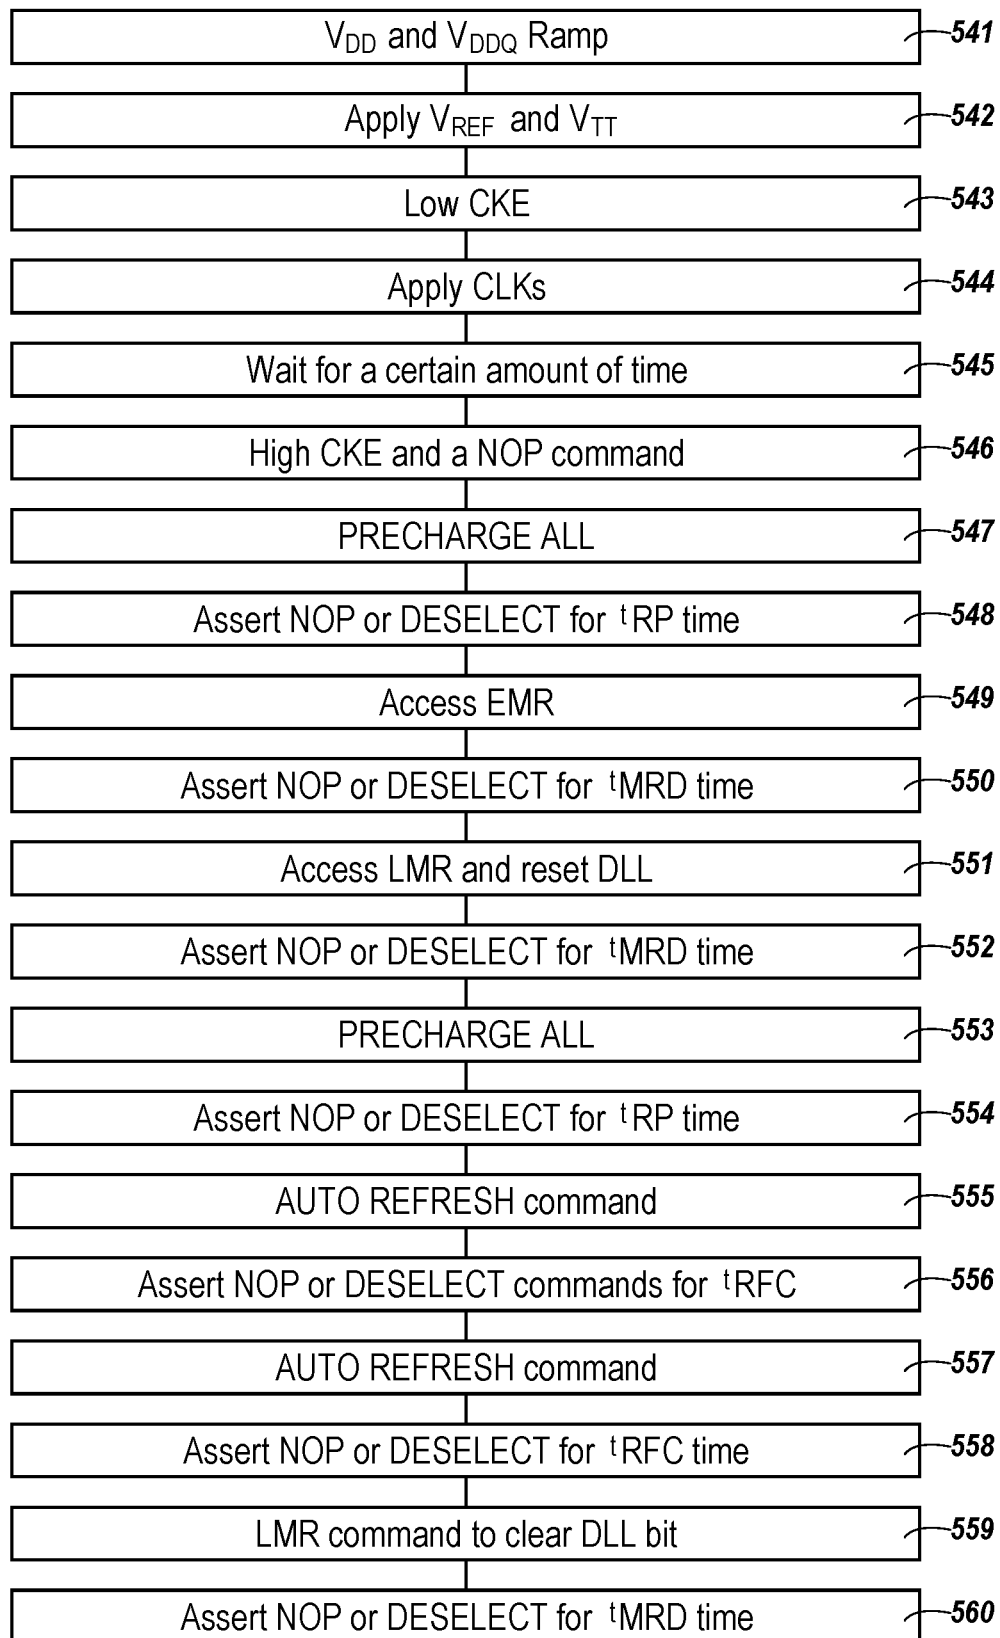 VDD and VDDQ Ramp 541
Apply VREF and VTT 542
Low CKE 543
Apply CLKs 544
Wait for a certain amount of time 545
High CKE and a NOP command 546
PRECHARGE ALL 547
Assert NOP or DESELECT for tRP time 548
Access EMR 549
Assert NOP or DESELECT for tMRD time 550
Access LMR and reset DLL 551
Assert NOP or DESELECT for tMRD time 552
PRECHARGE ALL 553
Assert NOP or DESELECT for tRP time 554
AUTO REFRESH command 555
Assert NOP or DESELECT commands for tRFC 556
AUTO REFRESH command 557
Assert NOP or DESELECT for tRFC time 558
LMR command to clear DLL bit 559
Assert NOP or DESELECT for tMRD time 560